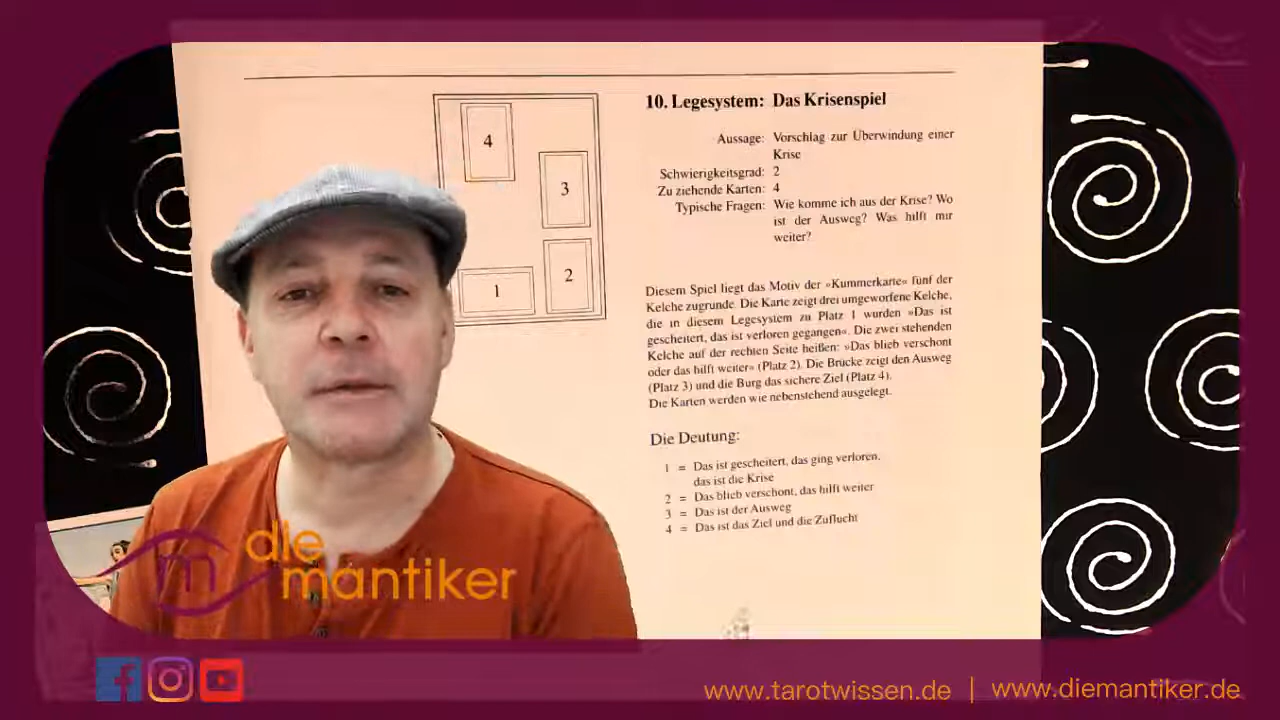 10. Legesystem: Das Krisenspiel
Aussage: Vorschlag zur Überwindung einer
Krise
Schwierigkeitsgrad: 2
Zu ziehende Karten: 4
Typische Fragen: Wie komme ich aus der Krise? Wo
ist der Ausweg? Was hilft mir
weiter?
4
3
2
1
Diesem Spiel liegt das Motiv der »Kummerkarte« fünf der
Kelche zugrunde. Die Karte zeigt drei umgeworfene Kelche,
die in diesem Legesystem zu Platz 1 wurden »Das ist
gescheitert, das ist verloren gegangen«. Die zwei stehenden
Kelche auf der rechten Seite heißen: »Das blieb verschont
oder das hilft weiter« (Platz 2). Die Brücke zeigt den Ausweg
(Platz 3) und die Burg das sichere Ziel (Platz 4).
Die Karten werden wie nebenstehend ausgelegt.
Die Deutung:
1 = Das ist gescheitert, das ging verloren,
das ist die Krise
2 = Das blieb verschont, das hilft weiter
3 = Das ist der Ausweg
4 = Das ist das Ziel und die Zuflucht
m
die
mantiker
www.tarotwissen.de | www.diemantiker.de